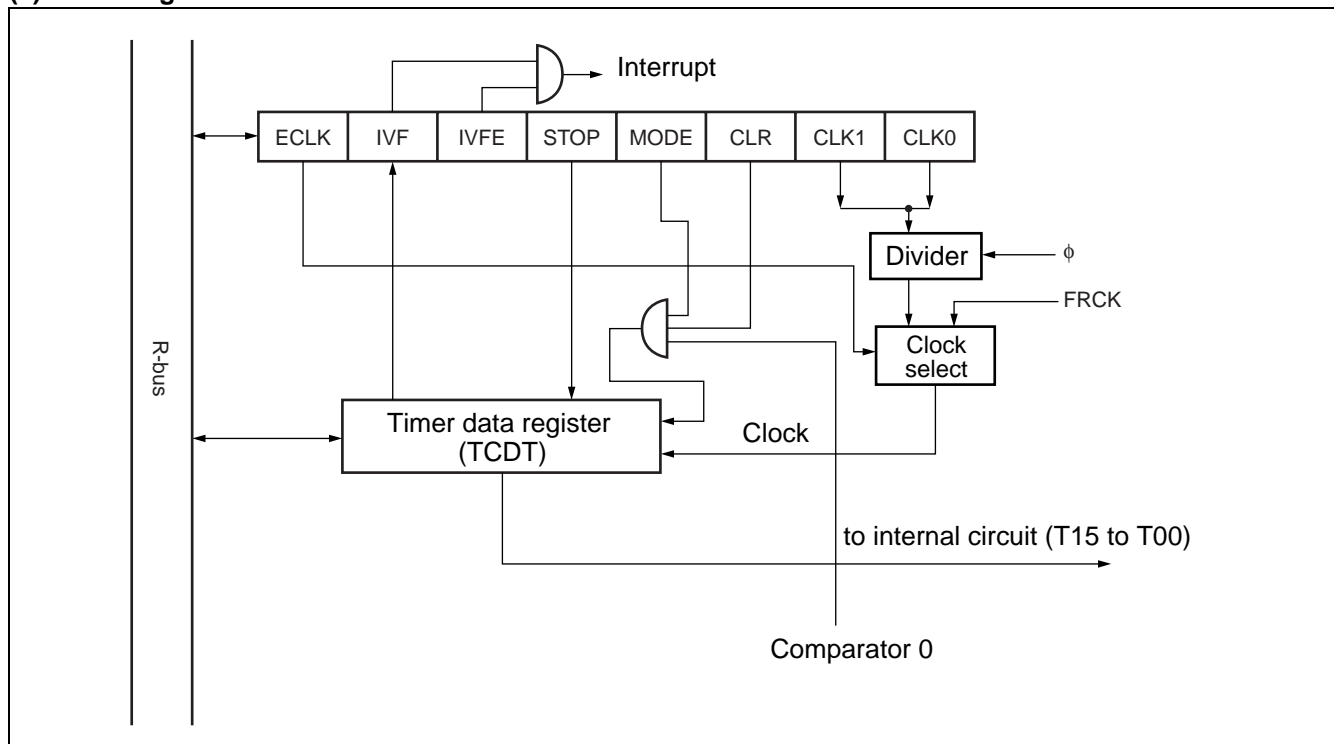 Interrupt
ECLK IVF IVFE STOP MODE CLR CLK1 CLK0
Divider
ϕ
FRCK
Clock
select
R-bus
Timer data register
(TCDT)
Clock
to internal circuit (T15 to T00)
Comparator 0